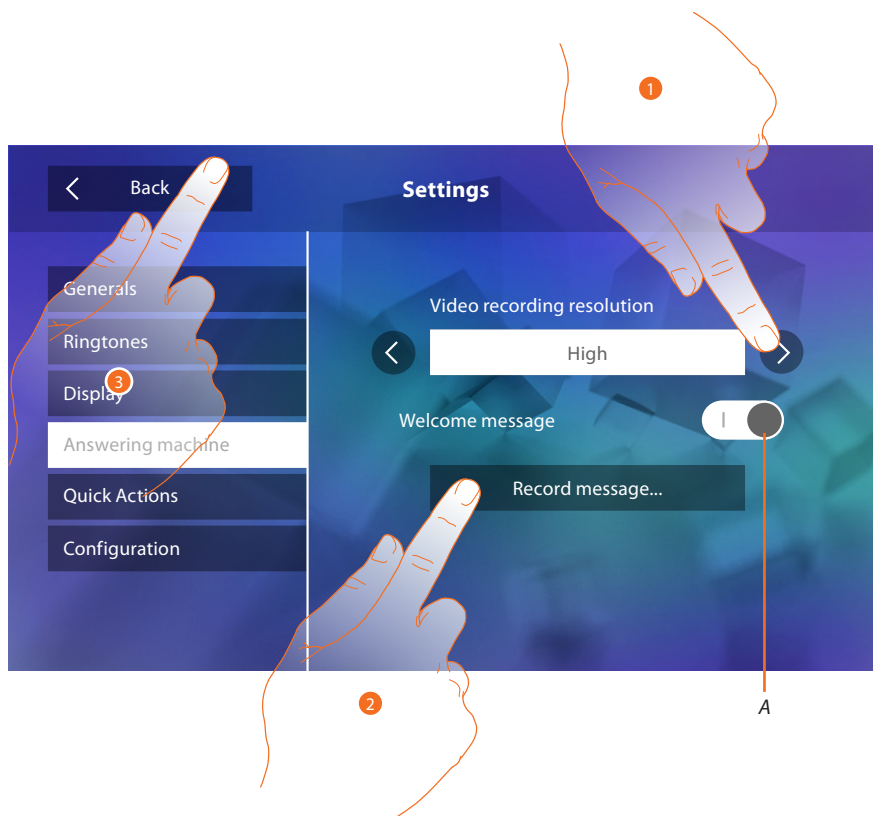 1
Back
Settings
Generals
Ringtones
Display
3
Answering machine
Quick Actions
Configuration
Video recording resolution
High
Welcome message
Record message...
2
A